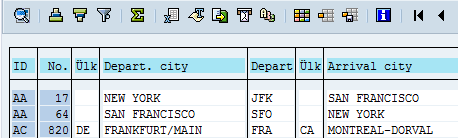 ID No. Ülk Depart. city Depart Ülk Arrival city
AA 17 NEW YORK JFK SAN FRANCISCO
AA 64 SAN FRANCISCO SFO NEW YORK
AC 820 DE FRANKFURT/MAIN FRA CA MONTREAL-DORVAL